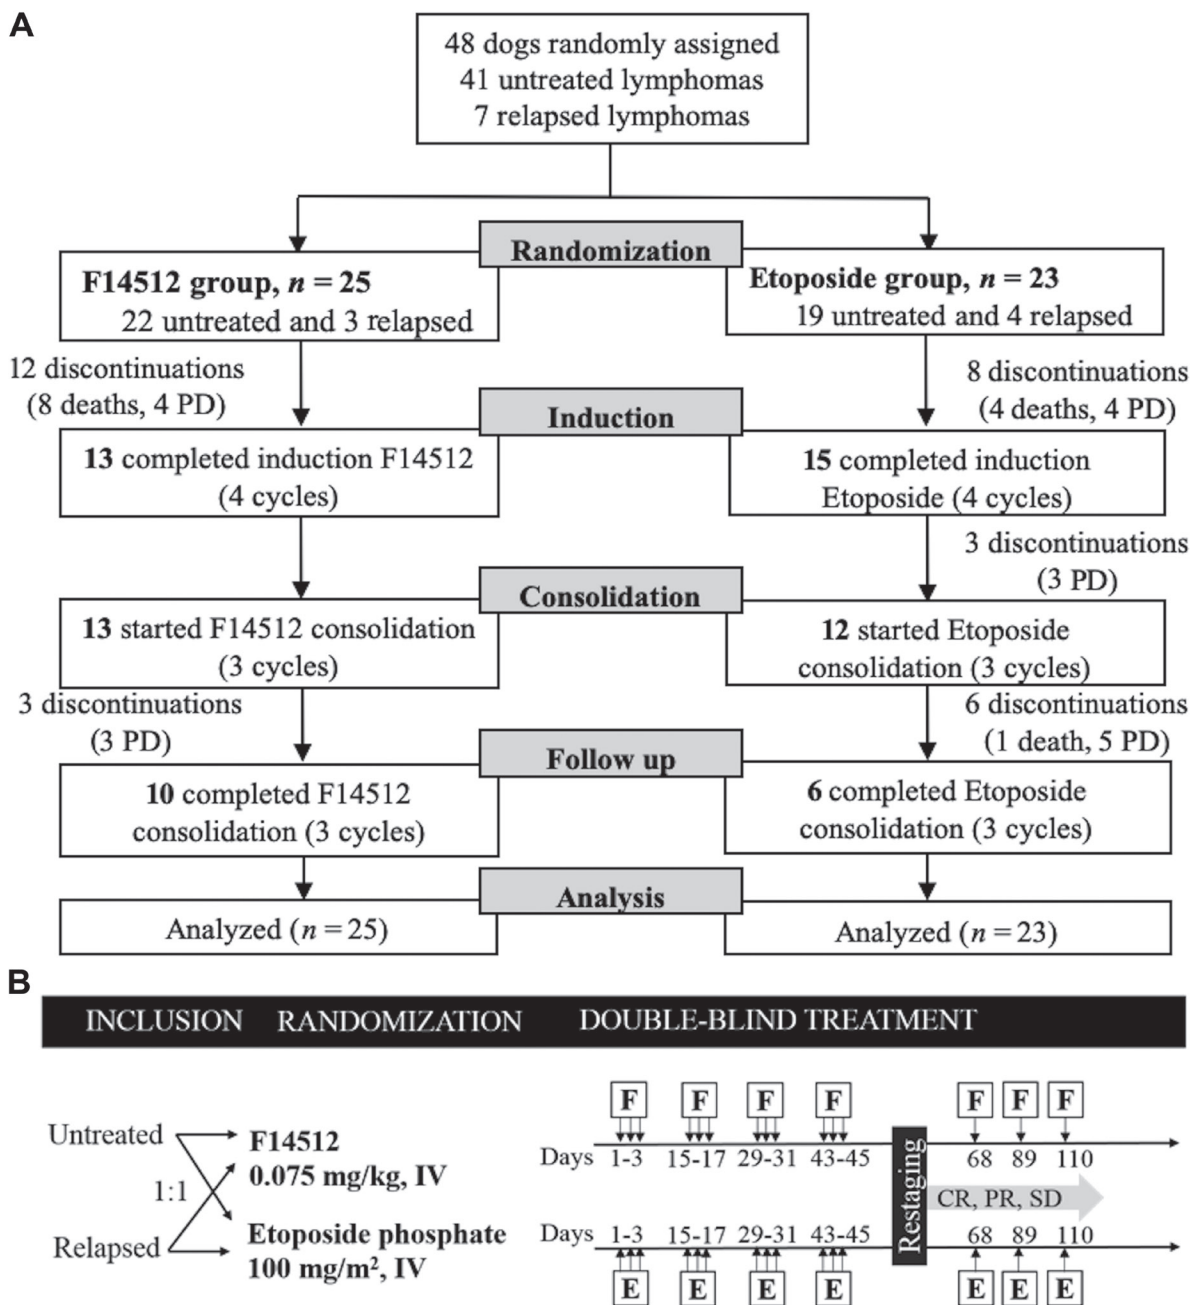 A
48 dogs randomly assigned
41 untreated lymphomas
7 relapsed lymphomas
Randomization
F14512 group, n = 25
22 untreated and 3 relapsed
Etoposide group, n = 23
19 untreated and 4 relapsed
12 discontinuations
(8 deaths, 4 PD)
8 discontinuations
(4 deaths, 4 PD)
Induction
13 completed induction F14512
(4 cycles)
15 completed induction
Etoposide (4 cycles)
3 discontinuations
(3 PD)
Consolidation
13 started F14512 consolidation
(3 cycles)
12 started Etoposide
consolidation (3 cycles)
3 discontinuations
(3 PD)
6 discontinuations
(1 death, 5 PD)
Follow up
10 completed F14512
consolidation (3 cycles)
6 completed Etoposide
consolidation (3 cycles)
Analysis
Analyzed (n = 25)
Analyzed (n = 23)
B
INCLUSION RANDOMIZATION DOUBLE-BLIND TREATMENT
Untreated
Relapsed
1:1
F14512
0.075 mg/kg, IV
Etoposide phosphate
100 mg/m², IV
F F F F F F F
Days 1-3 15-17 29-31 43-45 68 89 110
Restaging
CR, PR, SD
Days 1-3 15-17 29-31 43-45 68 89 110
E E E E E E E